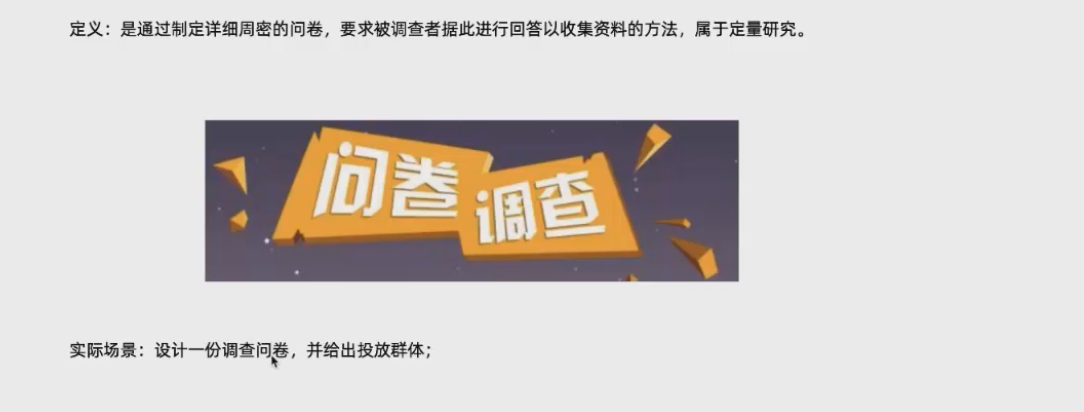 定义：是通过制定详细周密的问卷，要求被调查者据此进行回答以收集资料的方法，属于定量研究。
问卷调查
实际场景：设计一份调查问卷，并给出投放群体；